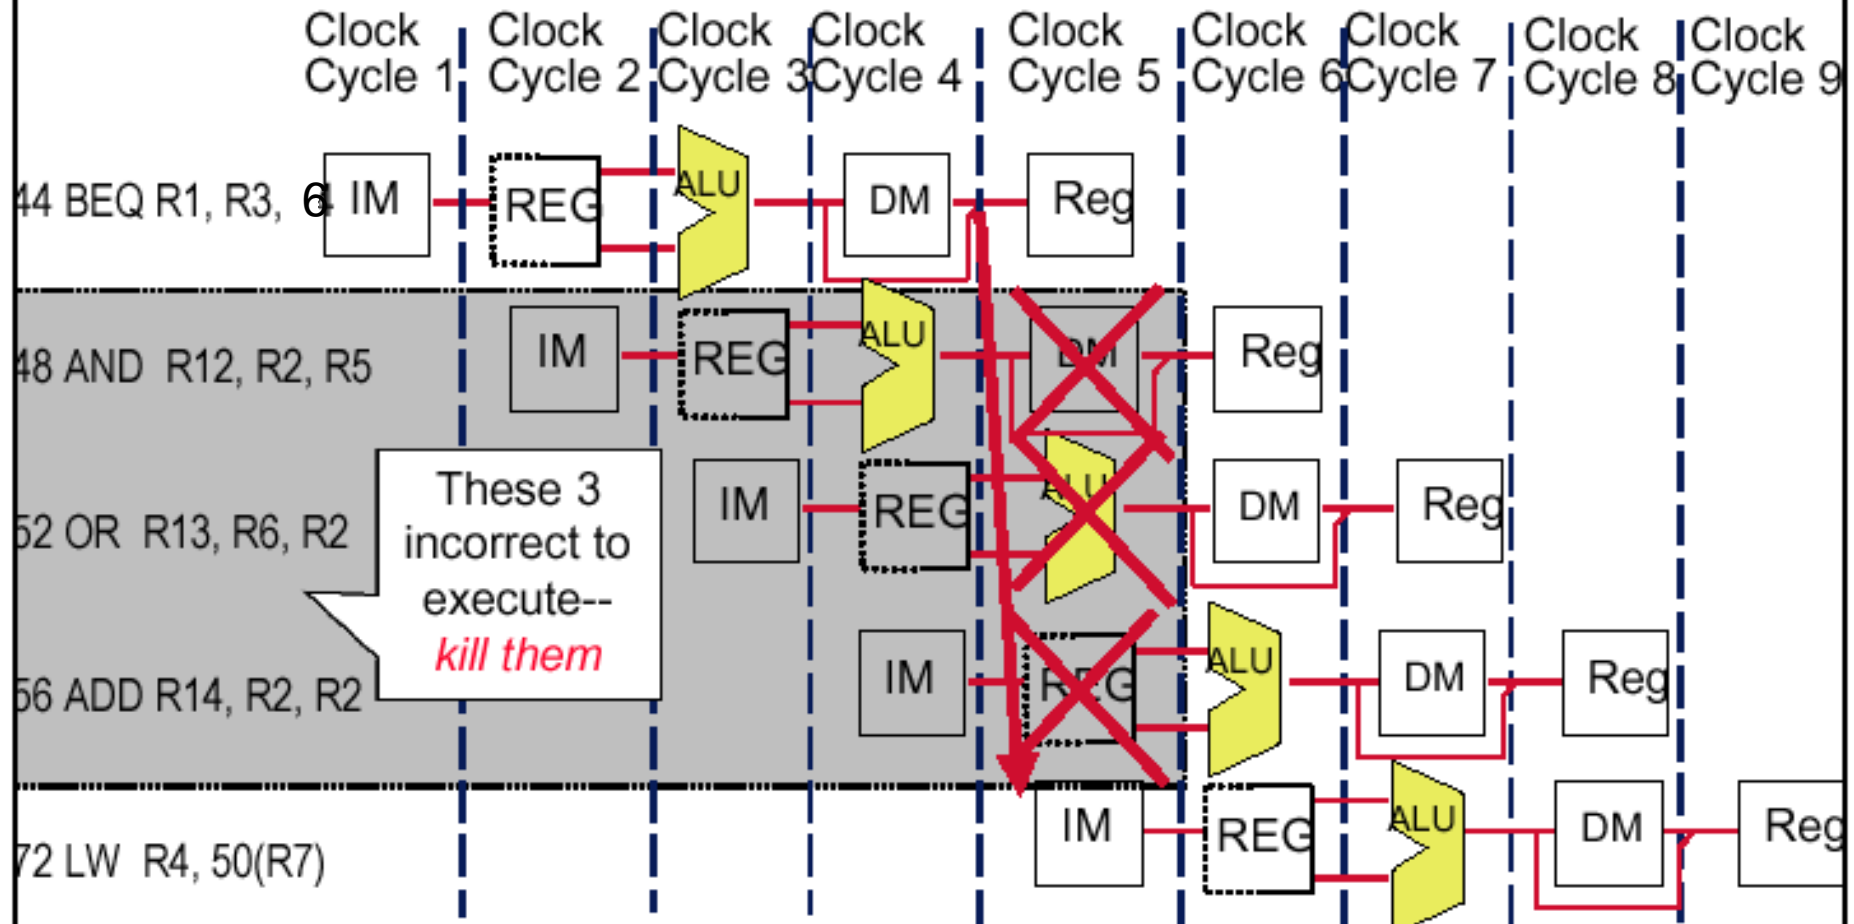 Clock Cycle 1 Clock Cycle 2 Clock Cycle 3 Clock Cycle 4 Clock Cycle 5 Clock Cycle 6 Clock Cycle 7 Clock Cycle 8 Clock Cycle 9
44 BEQ R1, R3, 6 IM REG ALU DM Reg
48 AND R12, R2, R5 IM REG ALU DM Reg
52 OR R13, R6, R2 IM REG ALU DM Reg
These 3
incorrect to
execute--
kill them
56 ADD R14, R2, R2 IM REG ALU DM Reg
72 LW R4, 50(R7) IM REG ALU DM Reg